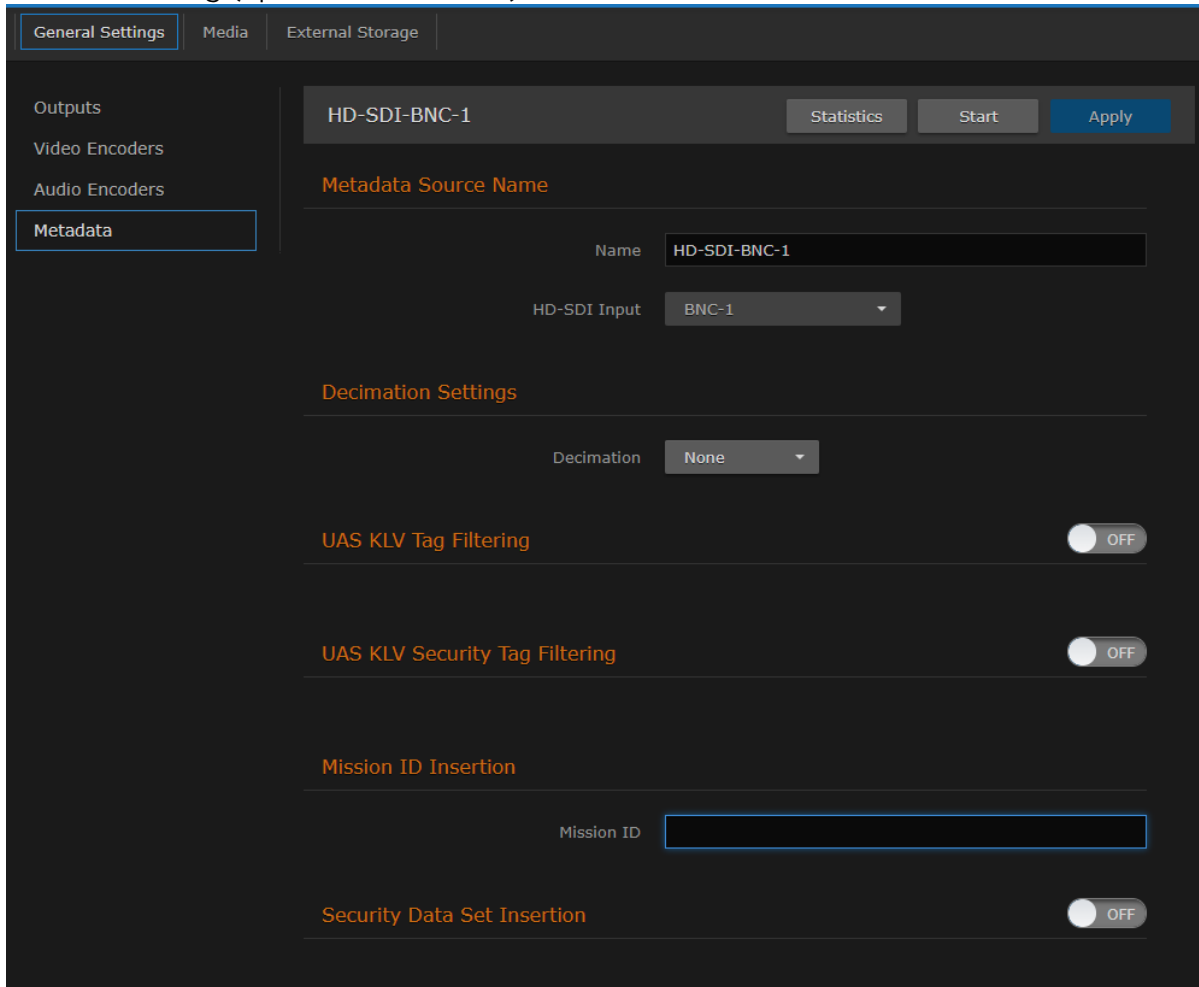 General Settings Media External Storage
Outputs
Video Encoders
Audio Encoders
Metadata
HD-SDI-BNC-1 Statistics Start Apply
Metadata Source Name
Name HD-SDI-BNC-1
HD-SDI Input BNC-1
Decimation Settings
Decimation None
UAS KLV Tag Filtering OFF
UAS KLV Security Tag Filtering OFF
Mission ID Insertion
Mission ID
Security Data Set Insertion OFF